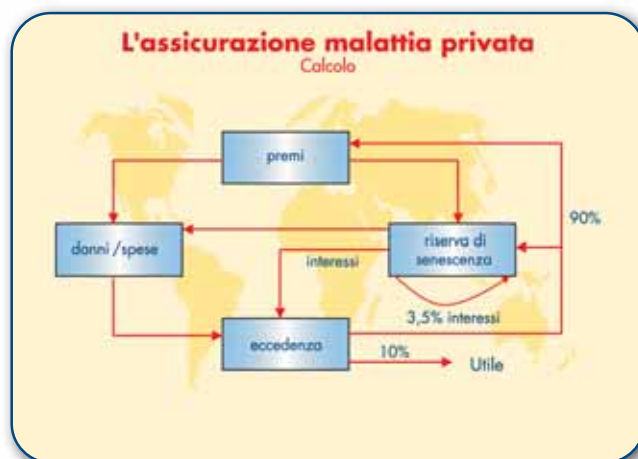 L'assicurazione malattia privata
Calcolo
premi
90%
danni/spese
riserva di
senescenza
interessi
3,5% interessi
eccedenza
10%
Utile